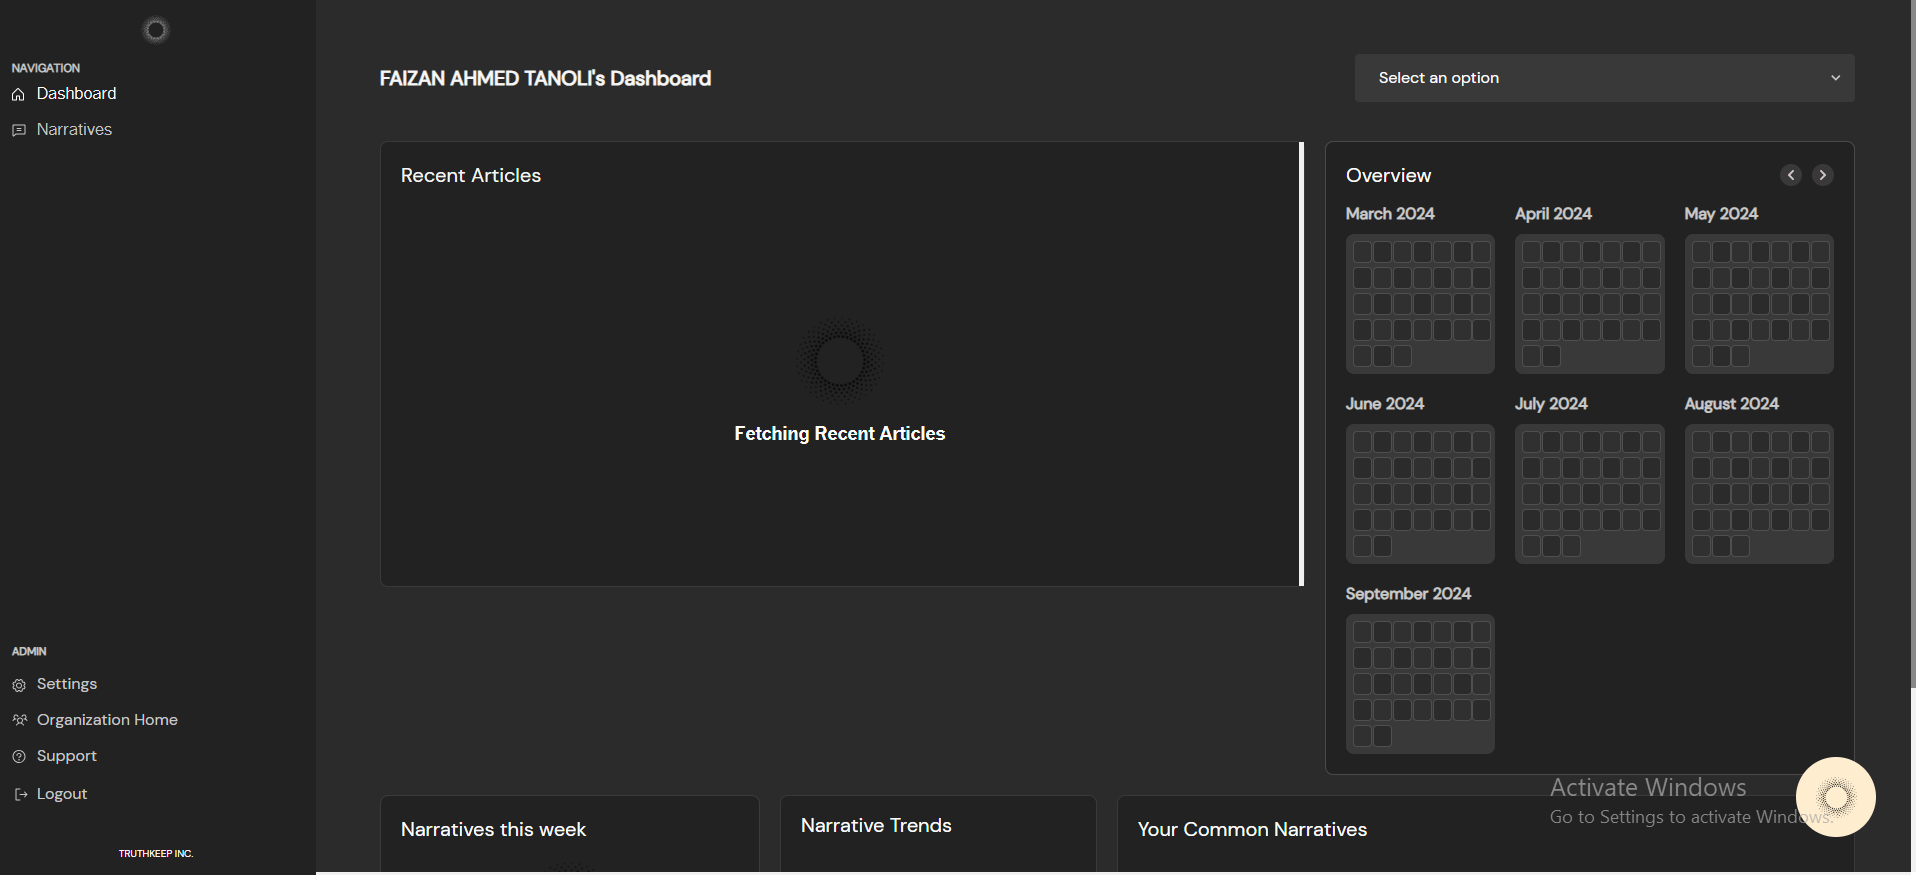 NAVIGATION
Dashboard
Narratives
ADMIN
Settings
Organization Home
Support
Logout
TRUTHKEEP INC.
FAIZAN AHMED TANOLI's Dashboard
Select an option
Recent Articles
Fetching Recent Articles
Overview
March 2024
April 2024
May 2024
June 2024
July 2024
August 2024
September 2024
Narratives this week
Narrative Trends
Your Common Narratives
Activate Windows
Go to Settings to activate Windows.